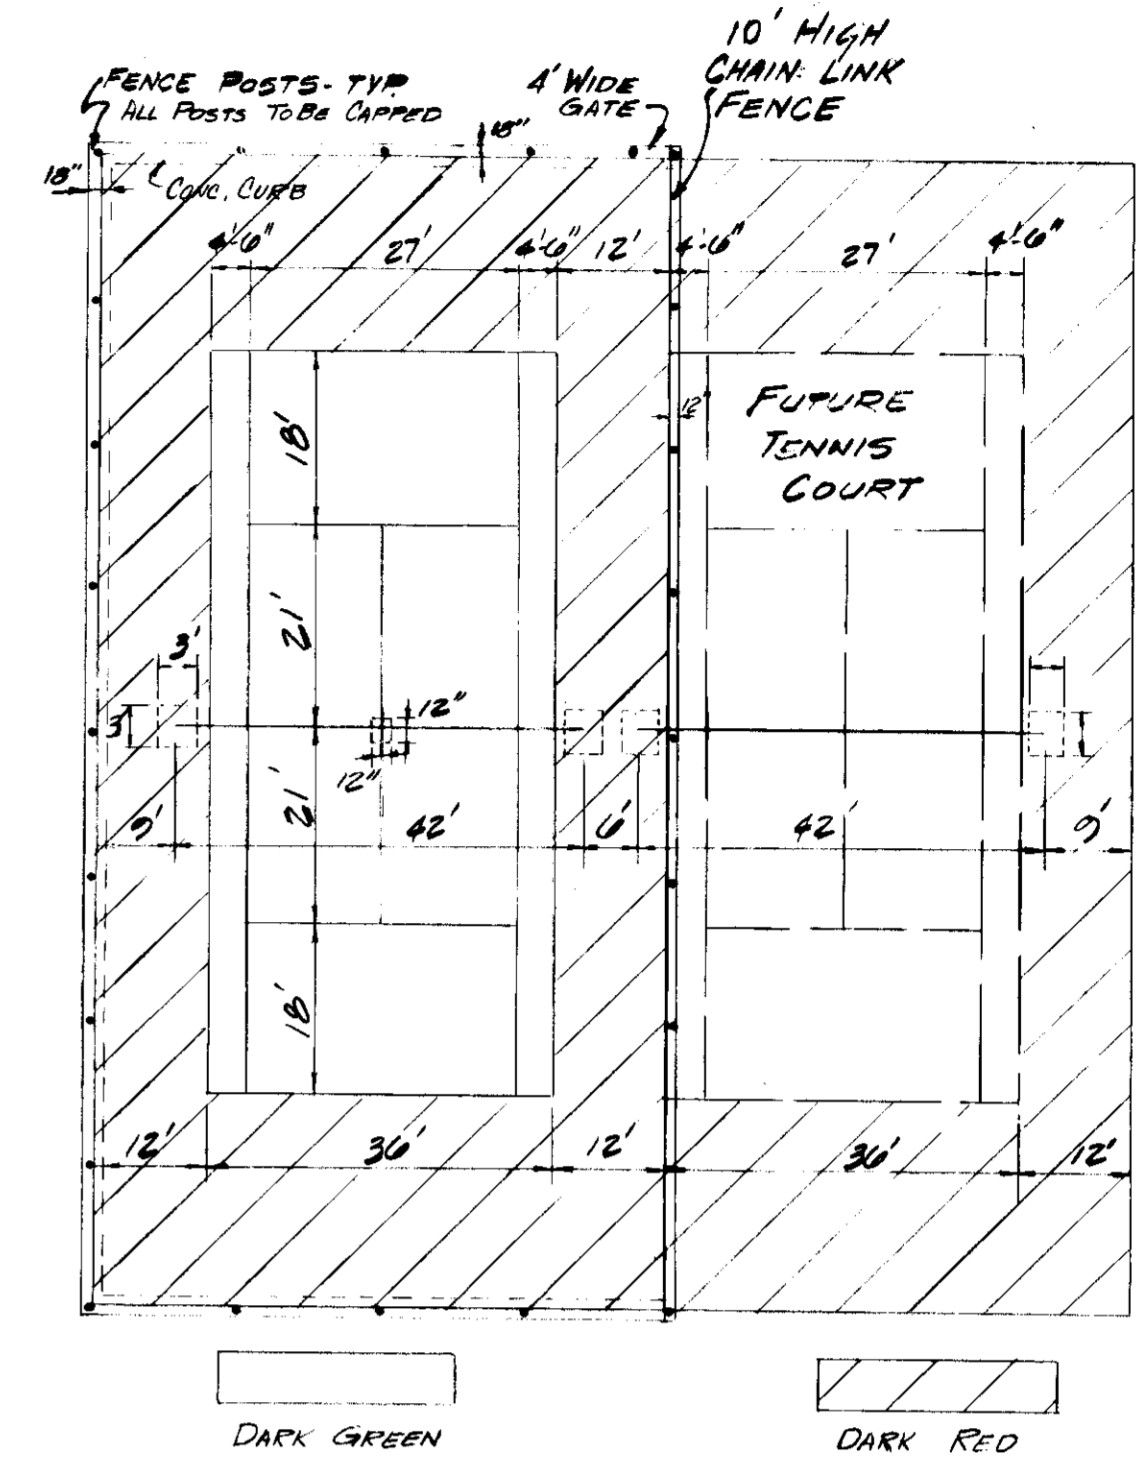 10' HIGH
CHAIN LINK
FENCE
FENCE POSTS - TYP.
ALL POSTS TO BE CAPPED
4' WIDE
GATE
18"
18"
CONC. CURB
4'-6" 27' 4'-6" 12' 4'-6" 27' 4'-6"
18'
12"
FUTURE
TENNIS
COURT
21'
3'
3'
12"
12"
21'
9' 42' 6' 42' 9'
18'
12' 36' 12' 36' 12'
DARK GREEN
DARK RED